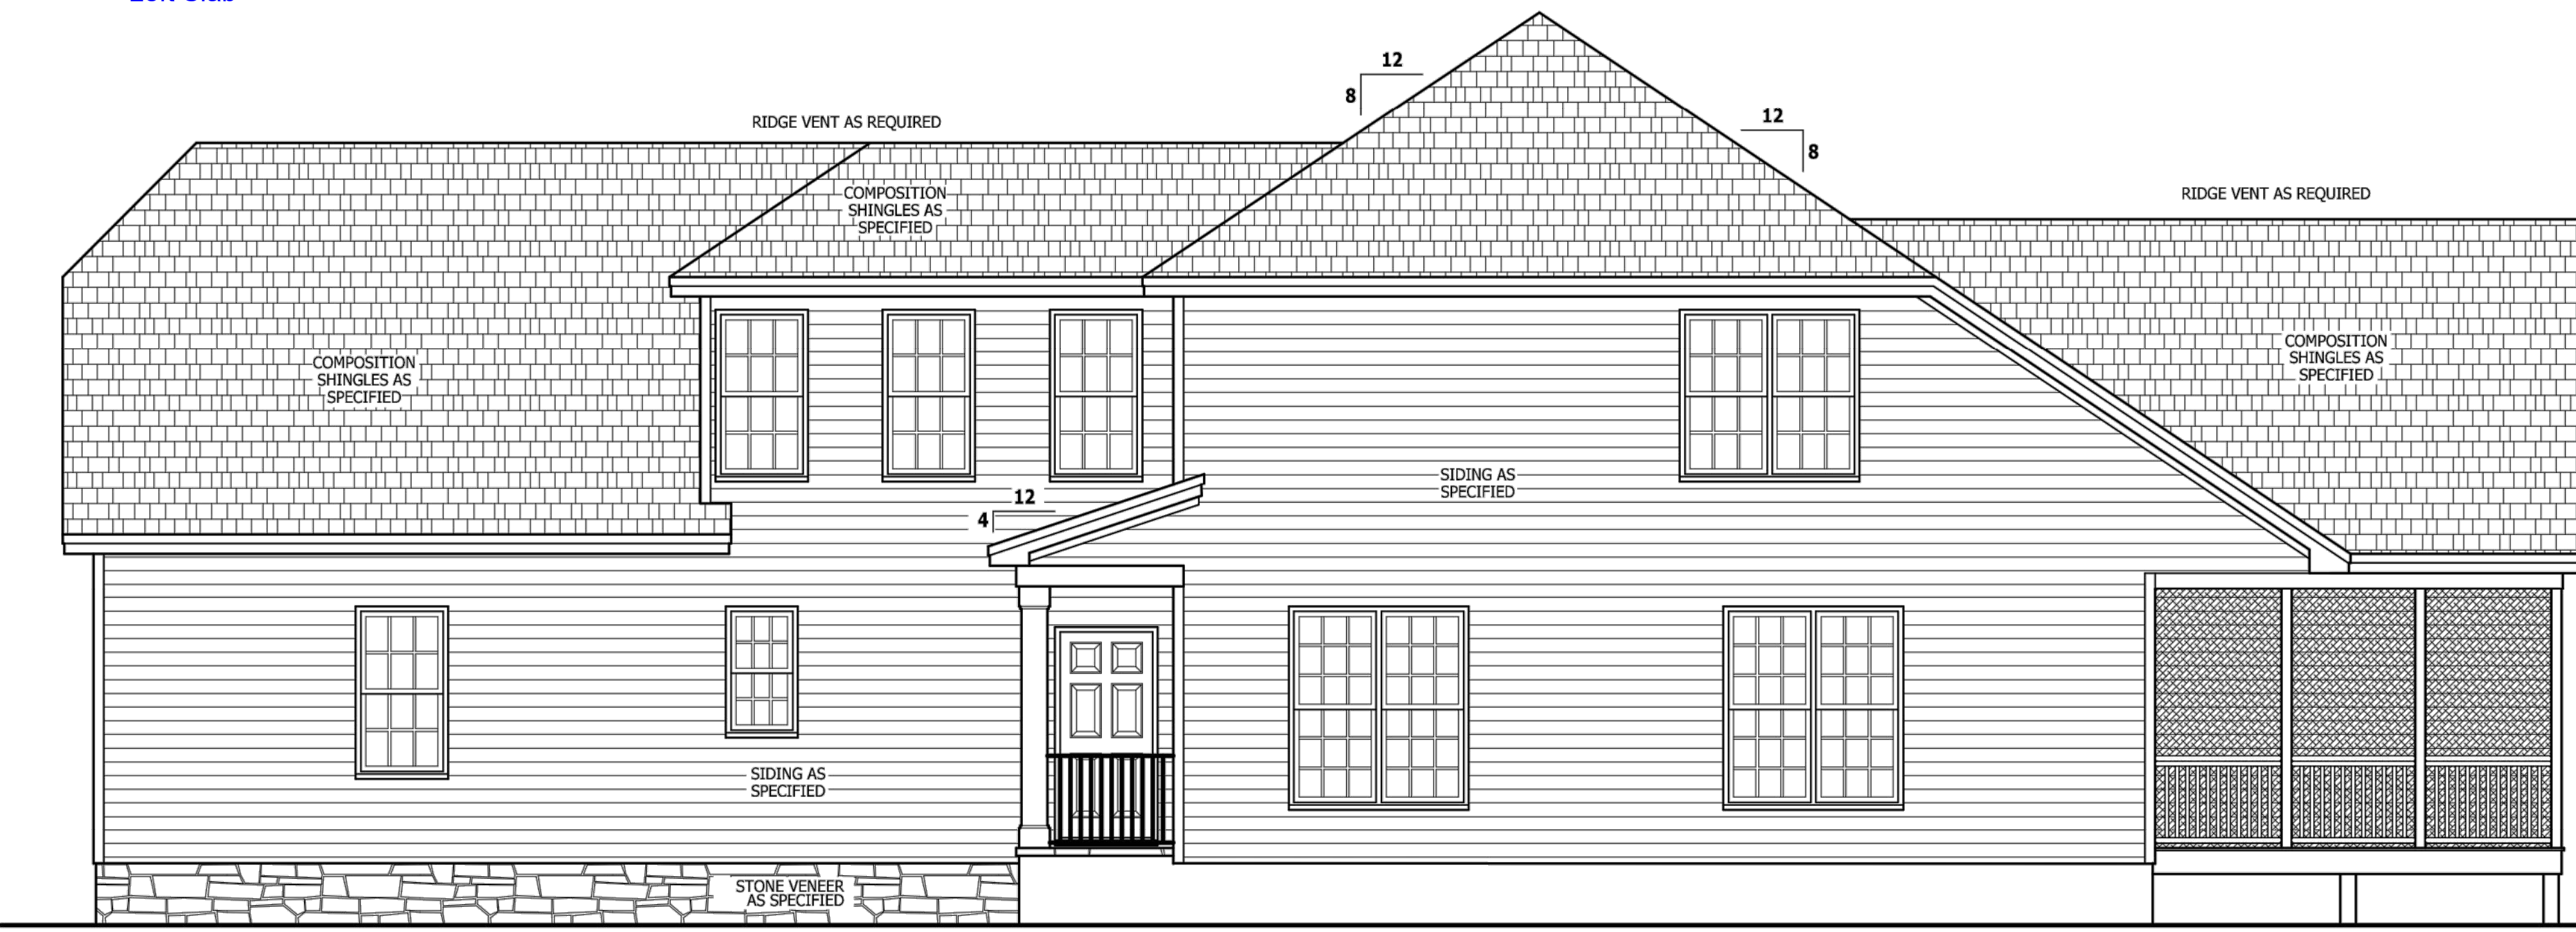 12
8
12
8
RIDGE VENT AS REQUIRED
RIDGE VENT AS REQUIRED
COMPOSITION
SHINGLES AS
SPECIFIED
COMPOSITION
SHINGLES AS
SPECIFIED
COMPOSITION
SHINGLES AS
SPECIFIED
12
4
SIDING AS
SPECIFIED
SIDING AS
SPECIFIED
STONE VENEER
AS SPECIFIED